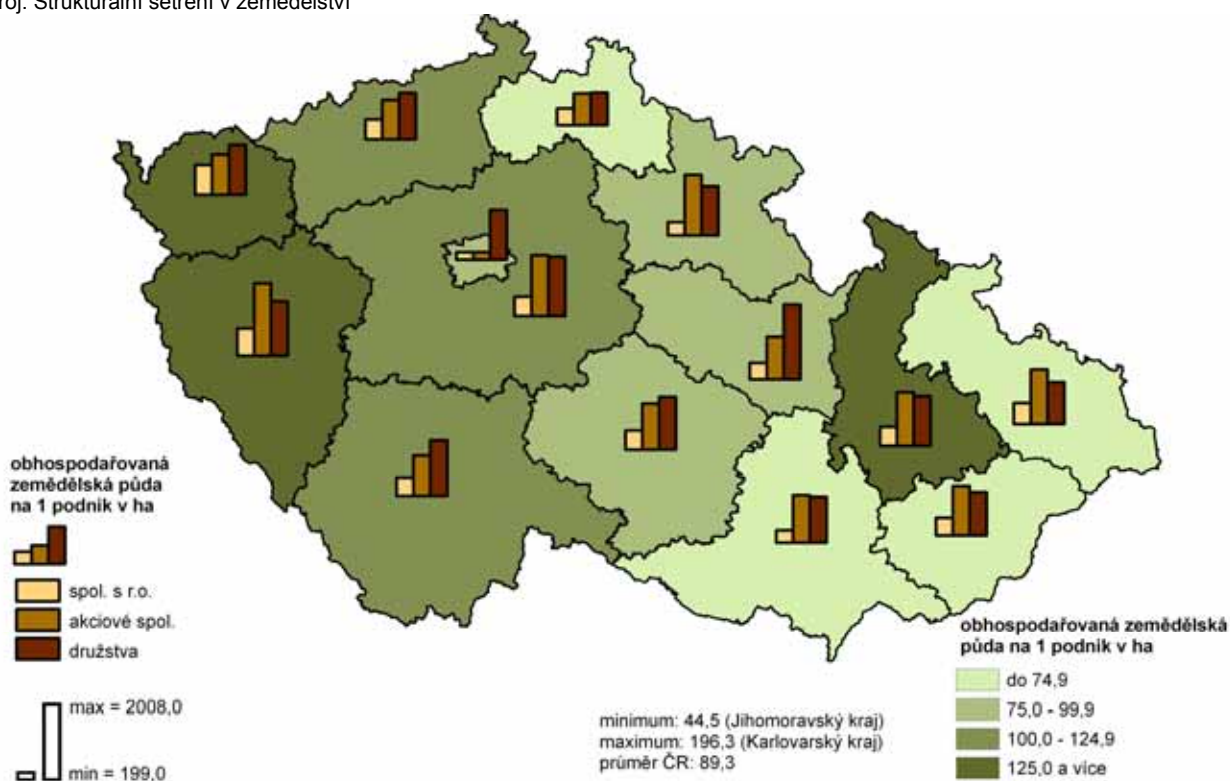 roj: Strukturální šetření v zemědělství
obhospodařovaná
zemědělská půda
na 1 podnik v ha
spol. s r.o.
akciové spol.
družstva
max = 2008,0
min = 199,0
minimum: 44,5 (Jihomoravský kraj)
maximum: 196,3 (Karlovarský kraj)
průměr ČR: 89,3
obhospodařovaná zemědělská
půda na 1 podnik v ha
do 74,9
75,0 - 99,9
100,0 - 124,9
125,0 a více